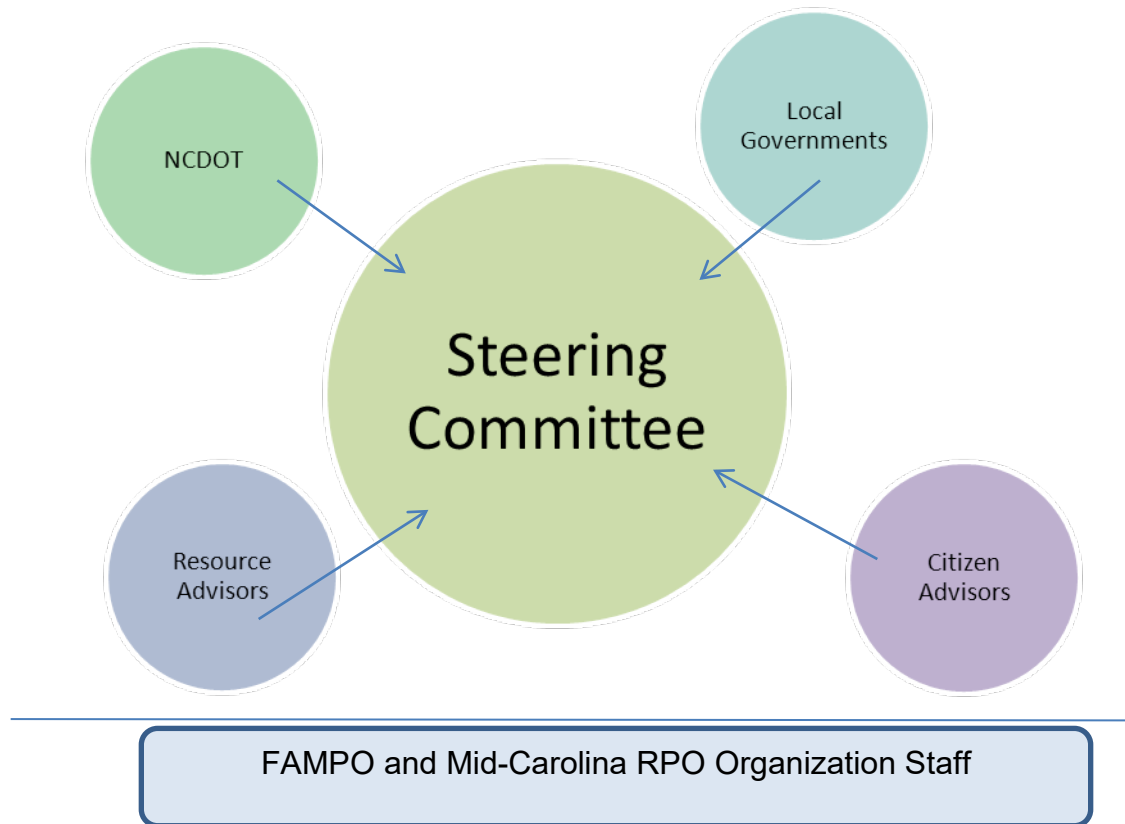 NCDOT
Local
Governments
Steering
Committee
Resource
Advisors
Citizen
Advisors
FAMPO and Mid-Carolina RPO Organization Staff